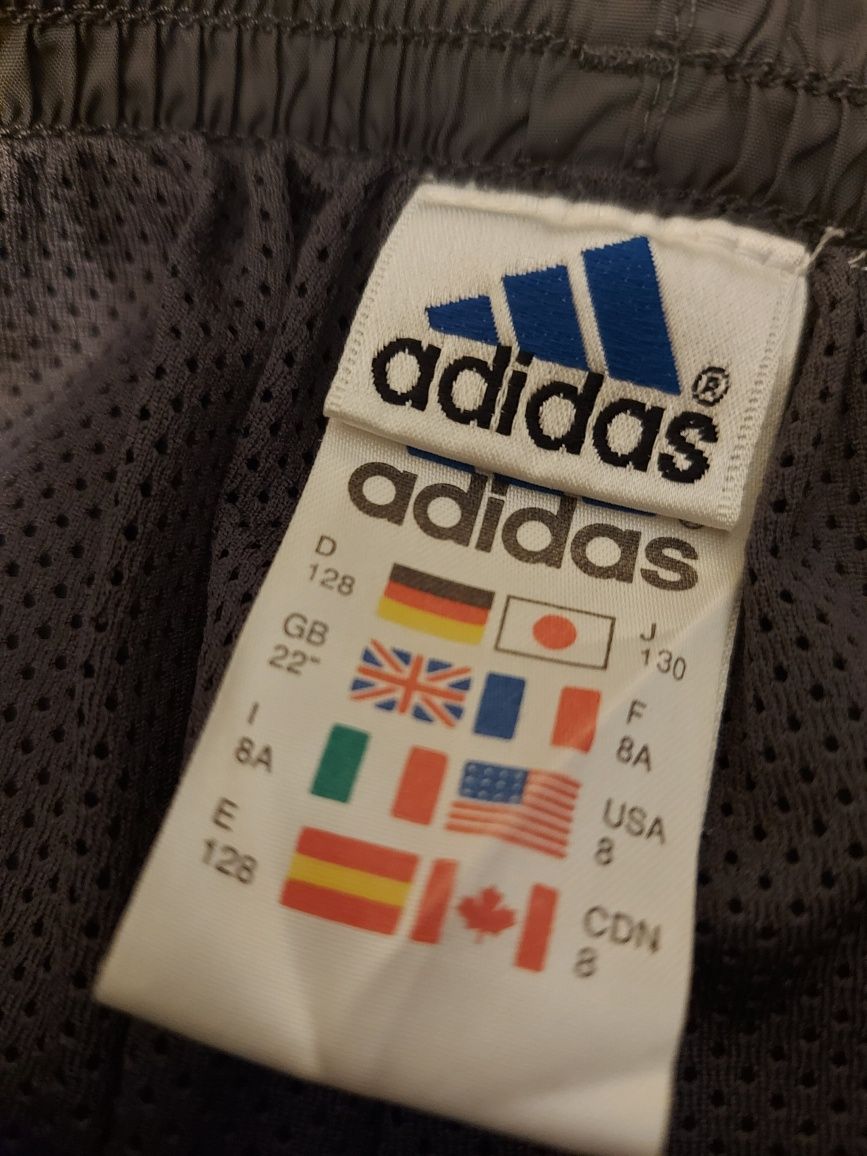 adidas®
adidas
D
128
J
130
GB
22"
F
8A
I
8A
USA
8
E
128
CDN
8